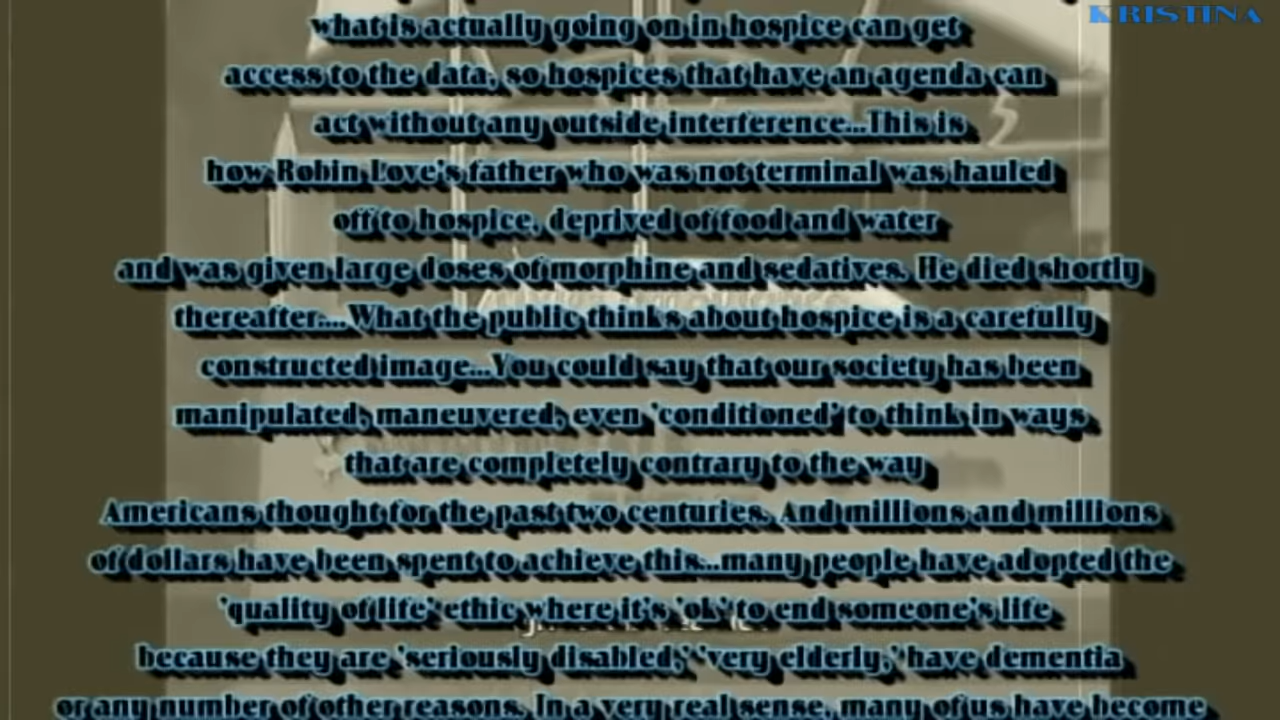 KRISTINA
what is actually going on in hospice can get
access to the data, so hospices that have an agenda can
act without any outside interference...This is
how Robin Love's father who was not terminal was hauled
off to hospice, deprived of food and water
and was given large doses of morphine and sedatives. He died shortly
thereafter....What the public thinks about hospice is a carefully
constructed image...You could say that our society has been
manipulated, maneuvered, even 'conditioned' to think in ways
that are completely contrary to the way
Americans thought for the past two centuries. And millions and millions
of dollars have been spent to achieve this...many people have adopted the
'quality of life' ethic where it's 'ok' to end someone's life
because they are 'seriously disabled,' 'very elderly,' have dementia
or any number of other reasons. In a very real sense, many of us have become
5